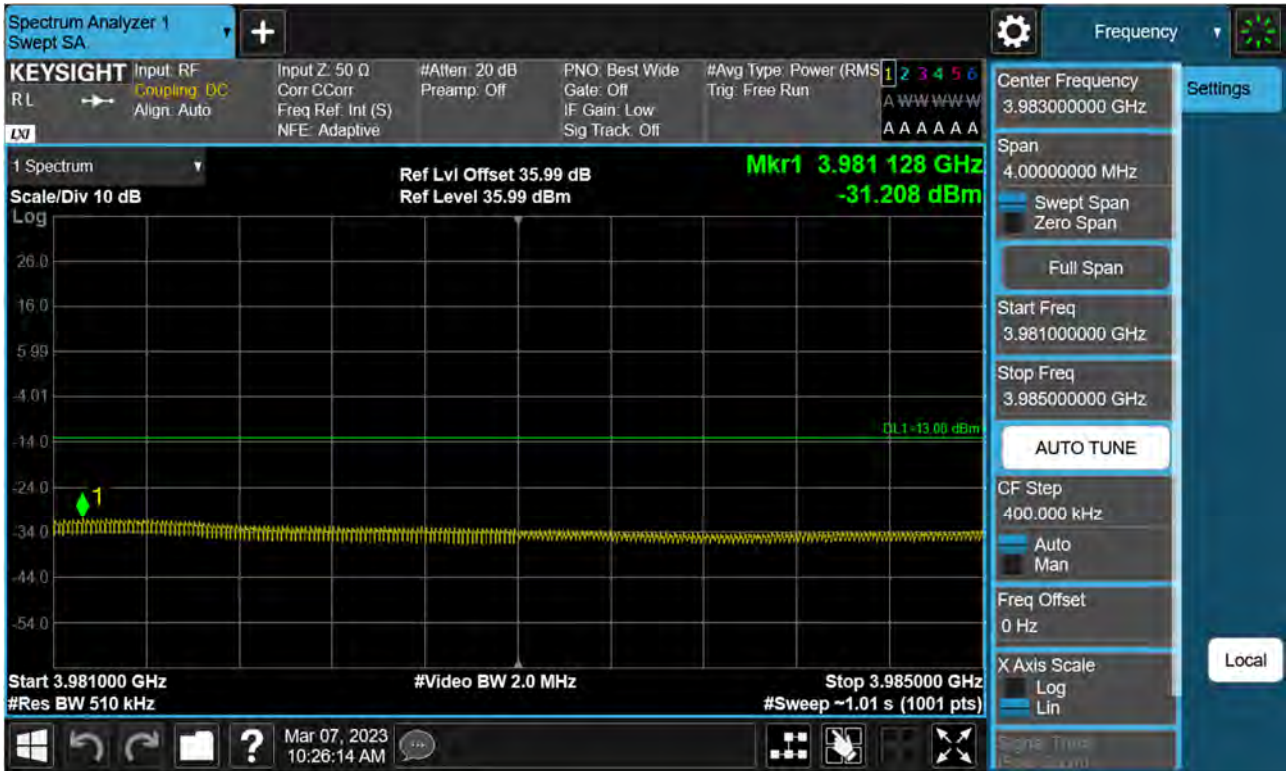 Spectrum Analyzer 1
Swept SA
Frequency
KEYSIGHT
RL
LXI
Input: RF
Coupling: DC
Align: Auto
Input Z: 50 Ω
Corr CCorr
Freq Ref: Int (S)
NFE: Adaptive
#Atten: 20 dB
Preamp: Off
PNO: Best Wide
Gate: Off
IF Gain: Low
Sig Track: Off
#Avg Type: Power (RMS
Trig: Free Run
1 2 3 4 5 6
A W W W W W
A A A A A A
1 Spectrum
Scale/Div 10 dB
Log
Ref Lvl Offset 35.99 dB
Ref Level 35.99 dBm
Mkr1 3.981 128 GHz
-31.208 dBm
26.0
16.0
5.99
-4.01
DL1 -13.00 dBm
-14.0
-24.0
1
-34.0
-44.0
-54.0
Start 3.981000 GHz
#Res BW 510 kHz
#Video BW 2.0 MHz
Stop 3.985000 GHz
#Sweep ~1.01 s (1001 pts)
Center Frequency
3.983000000 GHz
Settings
Span
4.00000000 MHz
Swept Span
Zero Span
Full Span
Start Freq
3.981000000 GHz
Stop Freq
3.985000000 GHz
AUTO TUNE
CF Step
400.000 kHz
Auto
Man
Freq Offset
0 Hz
X Axis Scale
Log
Lin
Local
?
Mar 07, 2023
10:26:14 AM